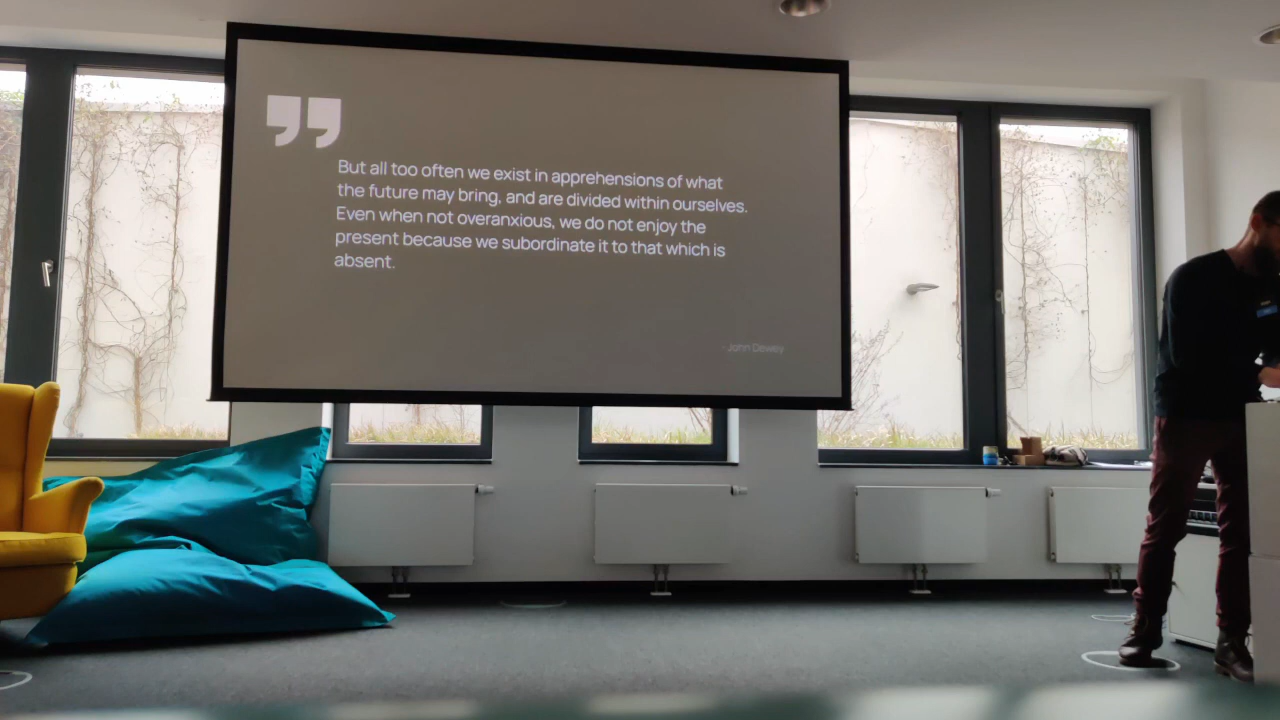 But all too often we exist in apprehensions of what
the future may bring, and are divided within ourselves.
Even when not overanxious, we do not enjoy the
present because we subordinate it to that which is
absent.
- John Dewey